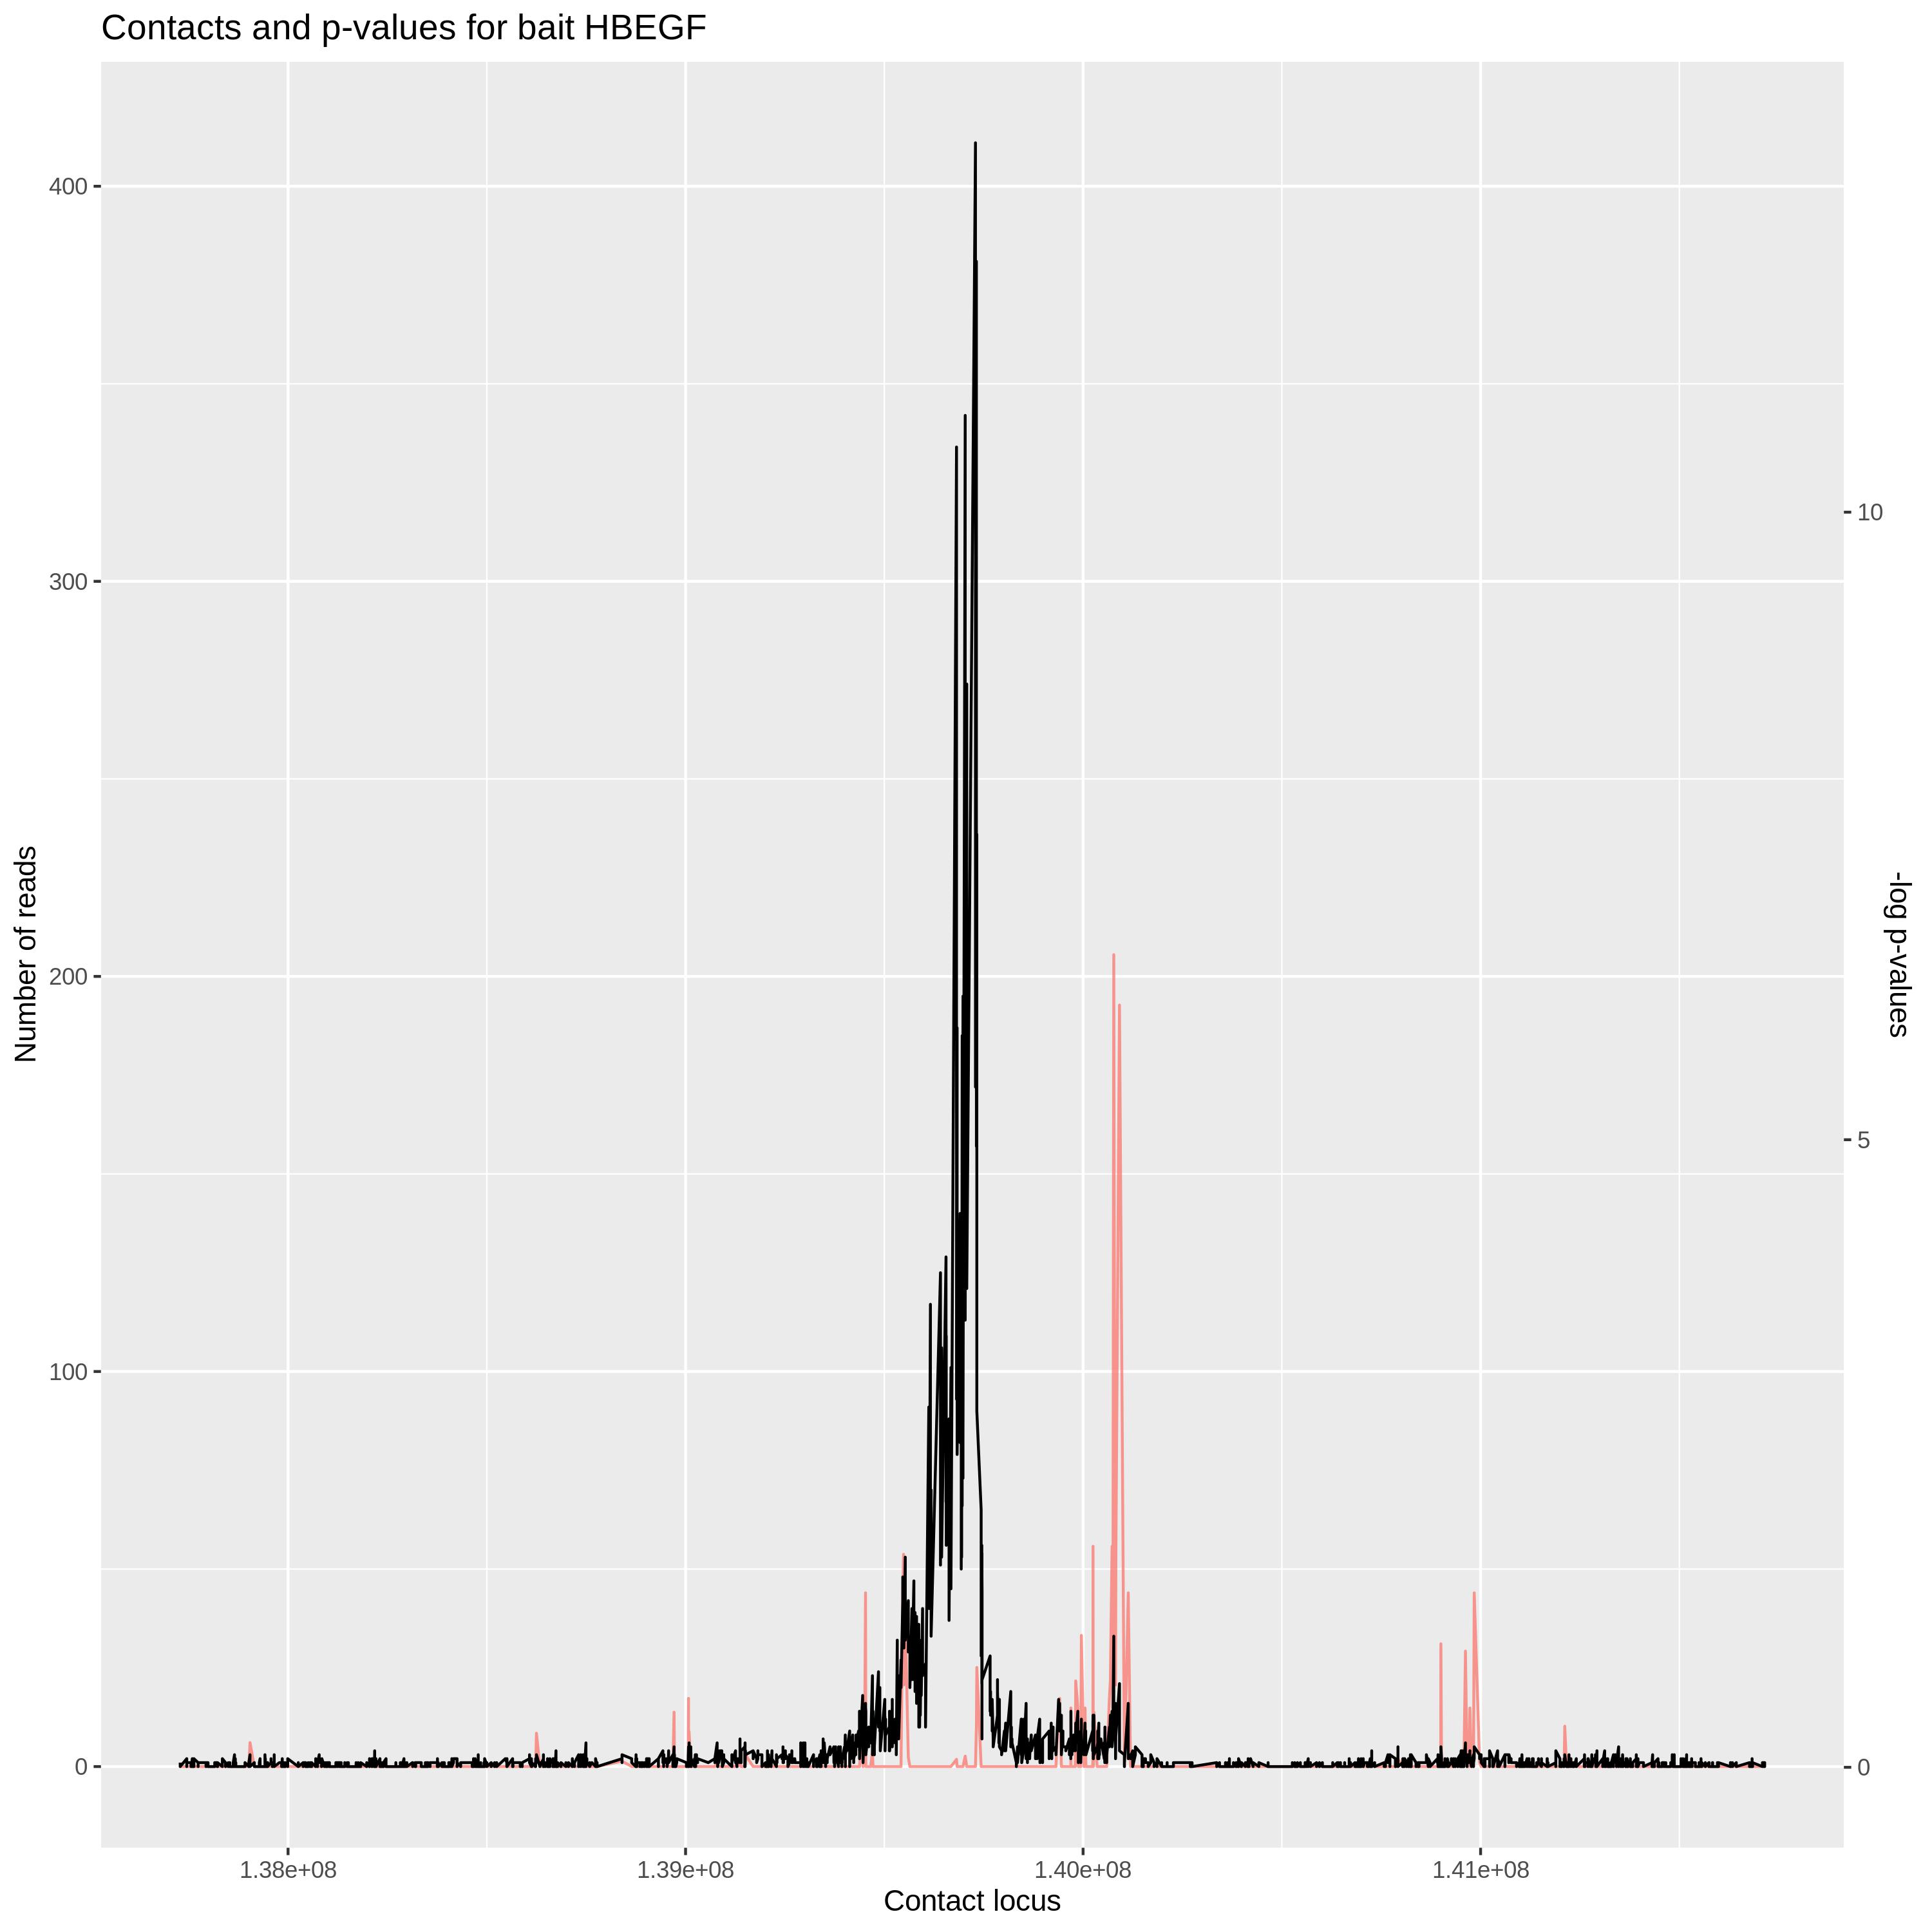 Contacts and p-values for bait HBEGF
400
300
200
100
0
Number of reads
10
5
0
-log p-values
1.38e+08
1.39e+08
1.40e+08
1.41e+08
Contact locus